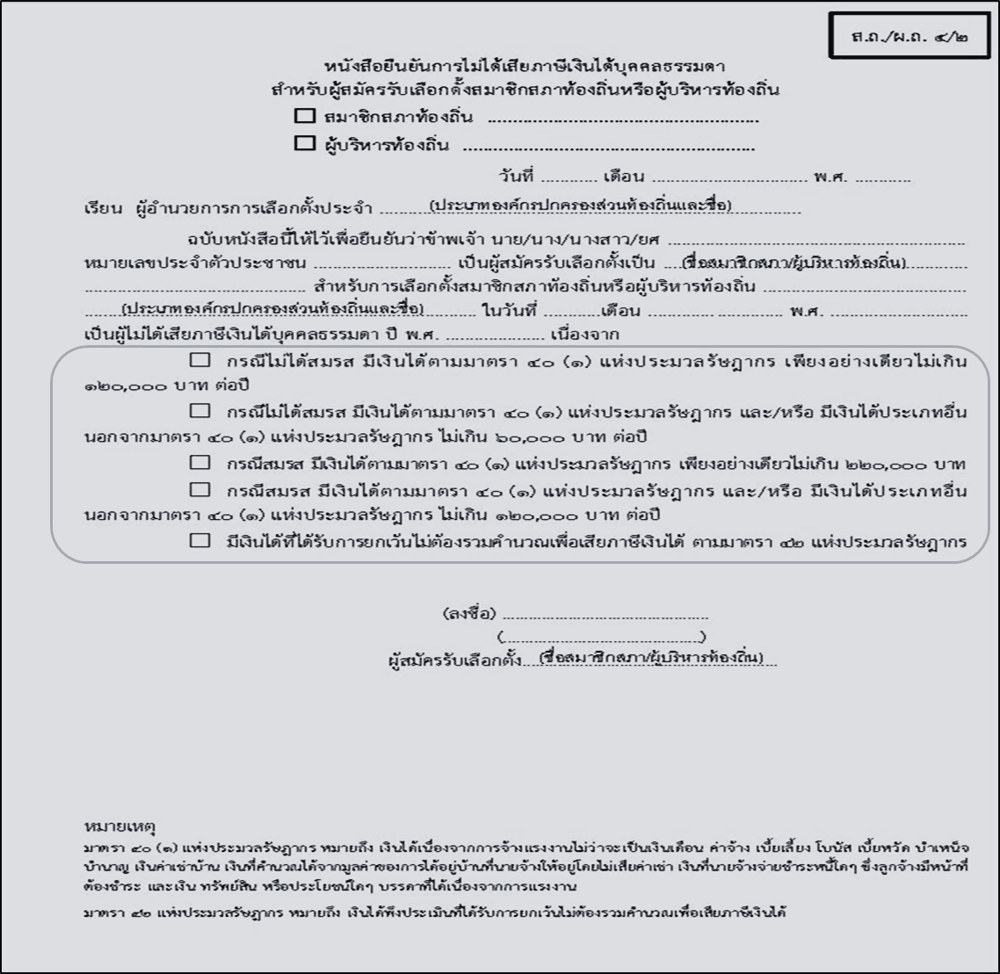 ส.ถ./ผ.ถ. ๔/๒
หนังสือยืนยันการไม่ได้เสียภาษีเงินได้บุคคลธรรมดา
สำหรับผู้สมัครรับเลือกตั้งสมาชิกสภาท้องถิ่นหรือผู้บริหารท้องถิ่น
☐ สมาชิกสภาท้องถิ่น ....................................................
☐ ผู้บริหารท้องถิ่น ........................................................
วันที่ ............ เดือน .................................. พ.ศ. ............
เรียน ผู้อำนวยการการเลือกตั้งประจำ ..........(ประเภทองค์กรปกครองส่วนท้องถิ่นและชื่อ)...............
ฉบับหนังสือนี้ให้ไว้เพื่อยืนยันว่าข้าพเจ้า นาย/นาง/นางสาว/ยศ ................................................................
หมายเลขประจำตัวประชาชน .............................. เป็นผู้สมัครรับเลือกตั้งเป็น ....(ชื่อสมาชิกสภา/ผู้บริหารท้องถิ่น)..............
................................................ สำหรับการเลือกตั้งสมาชิกสภาท้องถิ่นหรือผู้บริหารท้องถิ่น ............................................
........(ประเภทองค์กรปกครองส่วนท้องถิ่นและชื่อ)............ ในวันที่ ............เดือน .............................. พ.ศ. ..............................
เป็นผู้ไม่ได้เสียภาษีเงินได้บุคคลธรรมดา ปี พ.ศ. ...................... เนื่องจาก
☐ กรณีไม่ได้สมรส มีเงินได้ตามมาตรา ๔๐ (๑) แห่งประมวลรัษฎากร เพียงอย่างเดียวไม่เกิน
๑๒๐,๐๐๐ บาท ต่อปี
☐ กรณีไม่ได้สมรส มีเงินได้ตามมาตรา ๔๐ (๑) แห่งประมวลรัษฎากร และ/หรือ มีเงินได้ประเภทอื่น
นอกจากมาตรา ๔๐ (๑) แห่งประมวลรัษฎากร ไม่เกิน ๖๐,๐๐๐ บาท ต่อปี
☐ กรณีสมรส มีเงินได้ตามมาตรา ๔๐ (๑) แห่งประมวลรัษฎากร เพียงอย่างเดียวไม่เกิน ๒๒๐,๐๐๐ บาท
☐ กรณีสมรส มีเงินได้ตามมาตรา ๔๐ (๑) แห่งประมวลรัษฎากร และ/หรือ มีเงินได้ประเภทอื่น
นอกจากมาตรา ๔๐ (๑) แห่งประมวลรัษฎากร ไม่เกิน ๑๒๐,๐๐๐ บาท ต่อปี
☐ มีเงินได้ที่ได้รับการยกเว้นไม่ต้องรวมคำนวณเพื่อเสียภาษีเงินได้ ตามมาตรา ๔๒ แห่งประมวลรัษฎากร
(ลงชื่อ) ................................................
(..............................................)
ผู้สมัครรับเลือกตั้ง...(ชื่อสมาชิกสภา/ผู้บริหารท้องถิ่น)...
หมายเหตุ
มาตรา ๔๐ (๑) แห่งประมวลรัษฎากร หมายถึง เงินได้เนื่องจากการจ้างแรงงานไม่ว่าจะเป็นเงินเดือน ค่าจ้าง เบี้ยเลี้ยง โบนัส เบี้ยหวัด บำเหน็จ
บำนาญ เงินค่าเช่าบ้าน เงินที่คำนวณได้จากมูลค่าของการได้อยู่บ้านที่นายจ้างให้อยู่โดยไม่เสียค่าเช่า เงินที่นายจ้างจ่ายชำระหนี้ใดๆ ซึ่งลูกจ้างมีหน้าที่
ต้องชำระ และเงิน ทรัพย์สิน หรือประโยชน์ใดๆ บรรดาที่ได้เนื่องจากการแรงงาน
มาตรา ๔๒ แห่งประมวลรัษฎากร หมายถึง เงินได้พึงประเมินที่ได้รับการยกเว้นไม่ต้องรวมคำนวณเพื่อเสียภาษีเงินได้